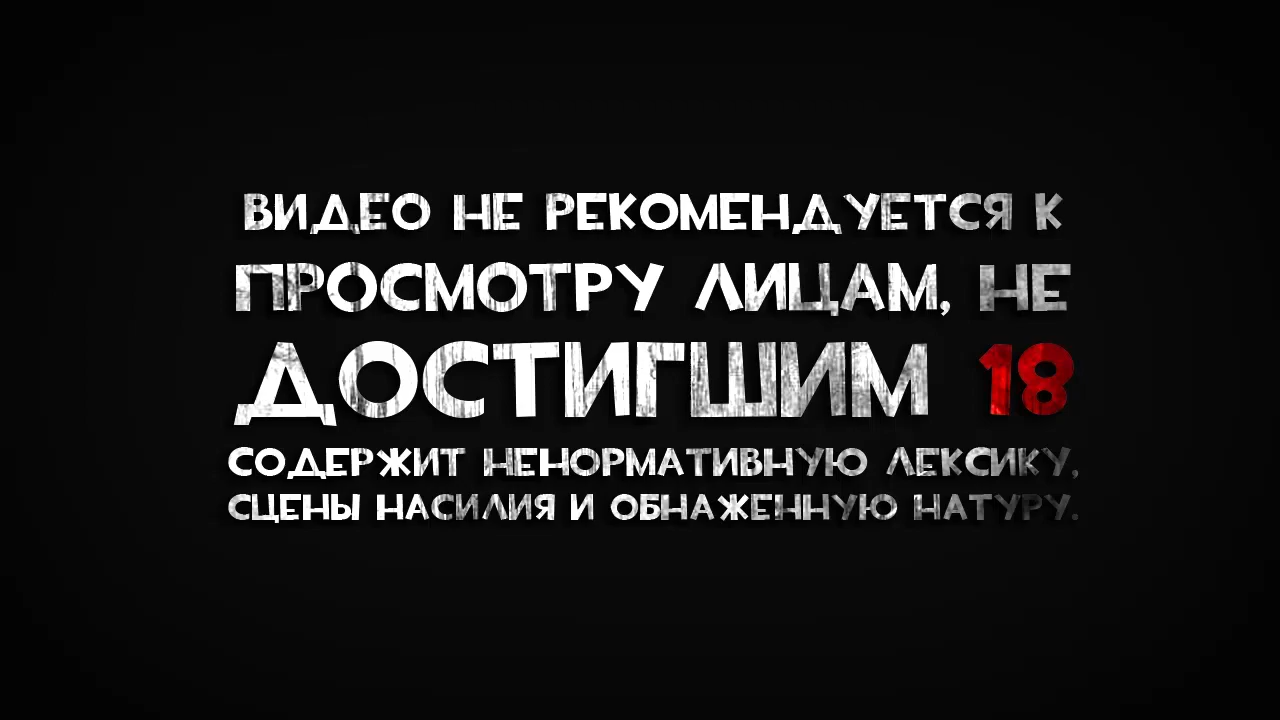 ВИДЕО НЕ РЕКОМЕНДУЕТСЯ К
ПРОСМОТРУ ЛИЦАМ, НЕ
ДОСТИГШИМ 18
СОДЕРЖИТ НЕНОРМАТИВНУЮ ЛЕКСИКУ,
СЦЕНЫ НАСИЛИЯ И ОБНАЖЕННУЮ НАТУРУ.